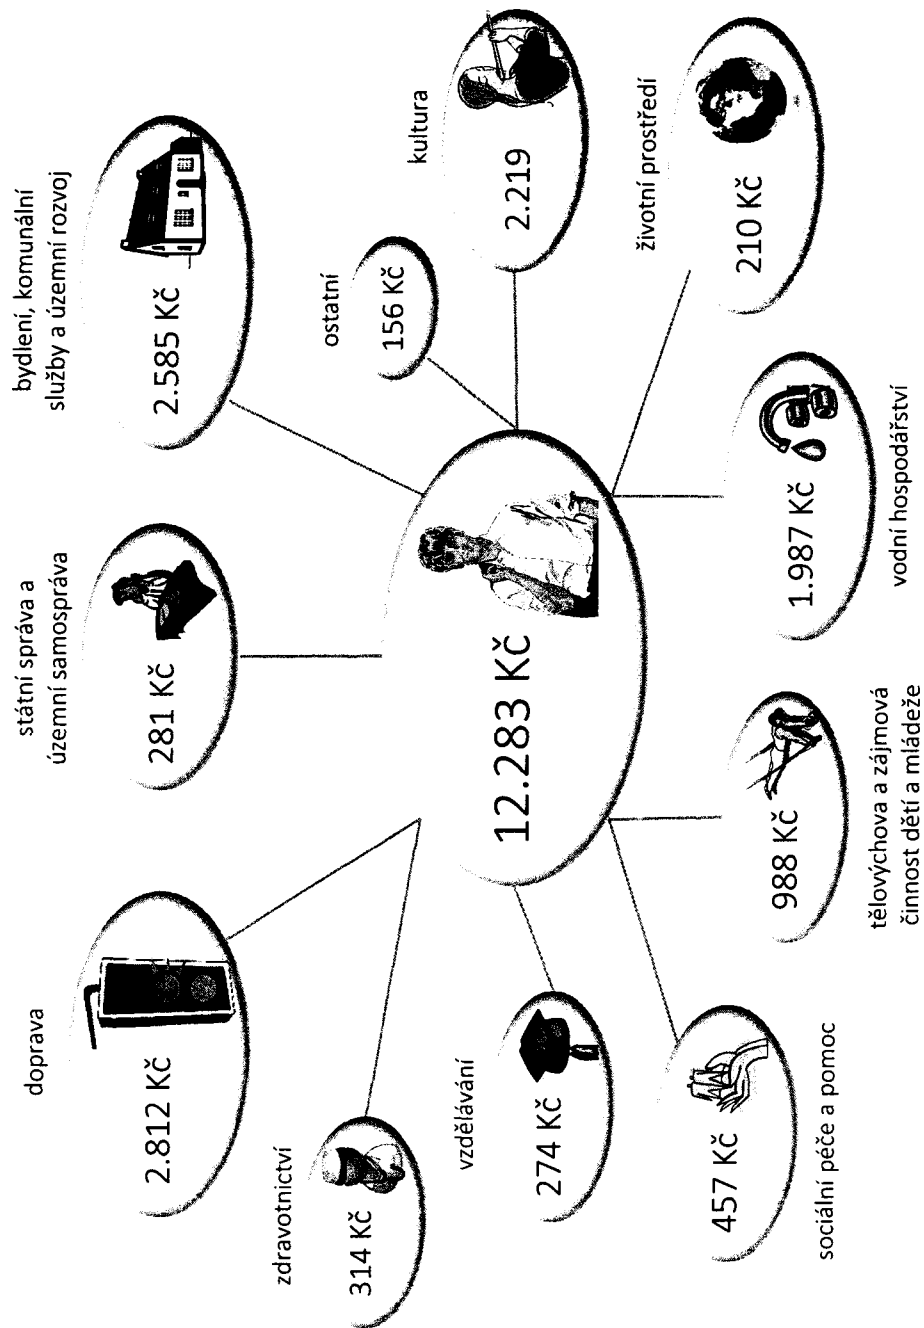 doprava
2.812 Kč
státní správa a
územní samospráva
281 Kč
bydlení, komunální
služby a územní rozvoj
2.585 Kč
zdravotnictví
314 Kč
ostatní
156 Kč
kultura
2.219
12.283 Kč
vzdělávání
274 Kč
životní prostředí
210 Kč
457 Kč
sociální péče a pomoc
988 Kč
tělovýchova a zájmová
činnost dětí a mládeže
1.987 Kč
vodní hospodářství